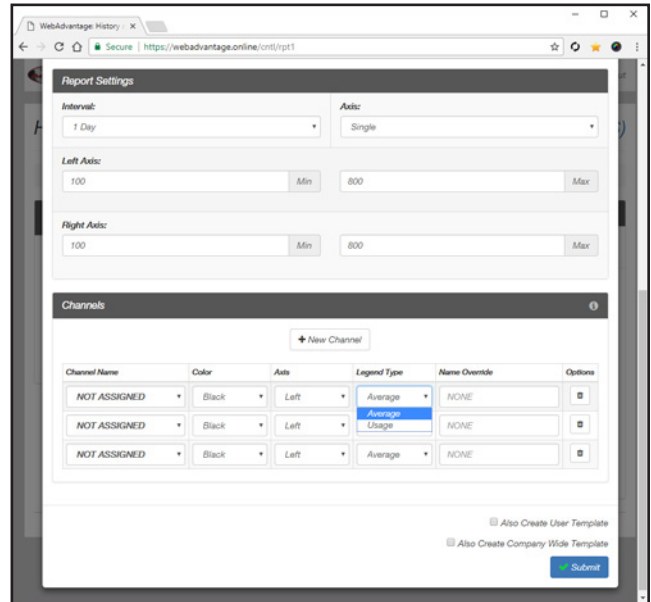 WebAdvantage: History
Secure | https://webadvantage.online/cntl/rpt1
Report Settings
Interval:
Axis:
1 Day
Single
Left Axis:
100 Min 800 Max
Right Axis:
100 Min 800 Max
Channels
New Channel
Channel Name Color Axis Legend Type Name Override Options
NOT ASSIGNED Black Left Average NONE
Average
Usage
NOT ASSIGNED Black Left NONE
NOT ASSIGNED Black Left Average NONE
Also Create User Template
Also Create Company Wide Template
Submit